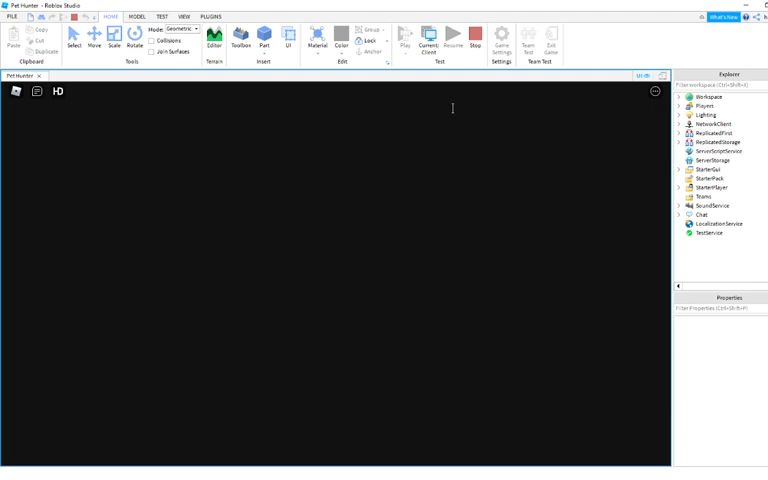 Pet Hunter - Roblox Studio
FILE HOME MODEL TEST VIEW PLUGINS What's New
Paste Copy Cut Duplicate Clipboard
Select Move Scale Rotate Mode: Geometric Collisions Join Surfaces Tools
Editor Terrain
Toolbox Part UI Insert
Material Color Group Lock Anchor Edit
Play Current: Client Resume Stop Test
Game Settings Settings
Team Test Exit Game Team Test
Pet Hunter ×
HD
Explorer
Filter workspace (Ctrl+Shift+X)
Workspace
Players
Lighting
NetworkClient
ReplicatedFirst
ReplicatedStorage
ServerScriptService
ServerStorage
StarterGui
StarterPack
StarterPlayer
Teams
SoundService
Chat
LocalizationService
TestService
Properties
Filter Properties (Ctrl+Shift+P)